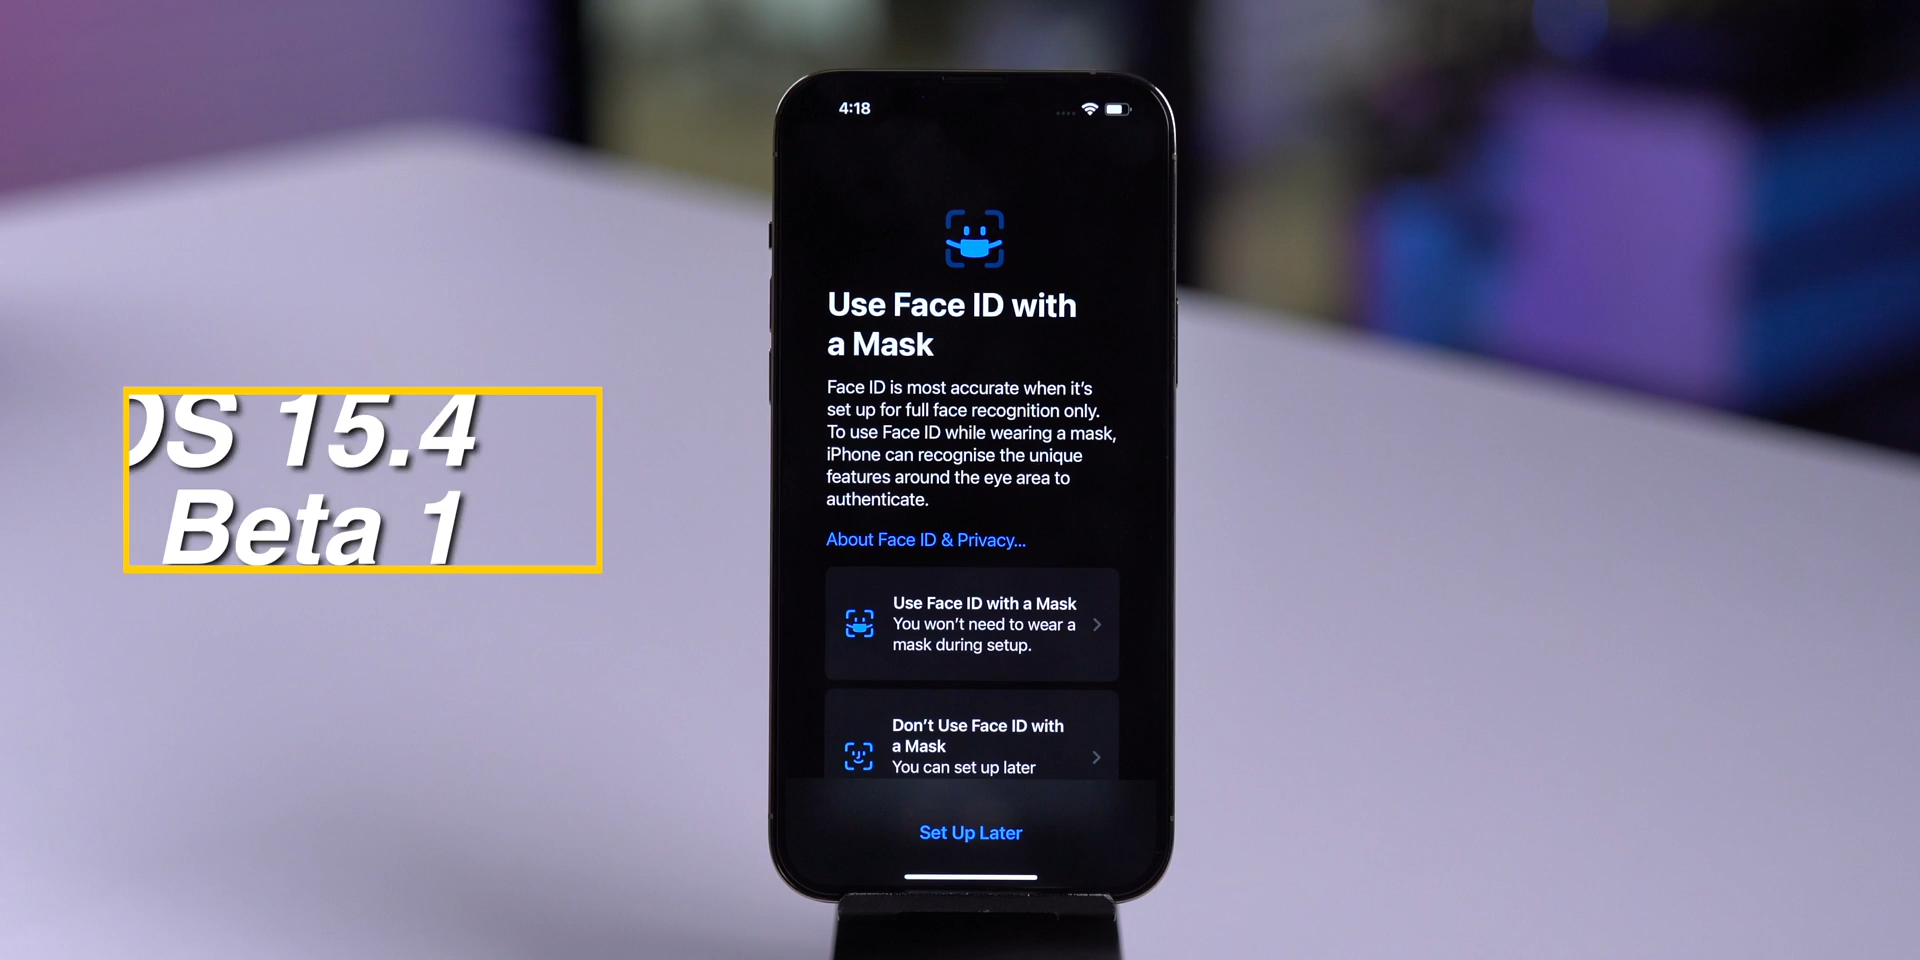 OS 15.4
Beta 1
4:18
Use Face ID with
a Mask
Face ID is most accurate when it's
set up for full face recognition only.
To use Face ID while wearing a mask,
iPhone can recognise the unique
features around the eye area to
authenticate.
About Face ID & Privacy...
Use Face ID with a Mask
You won't need to wear a
mask during setup.
Don't Use Face ID with
a Mask
You can set up later
Set Up Later